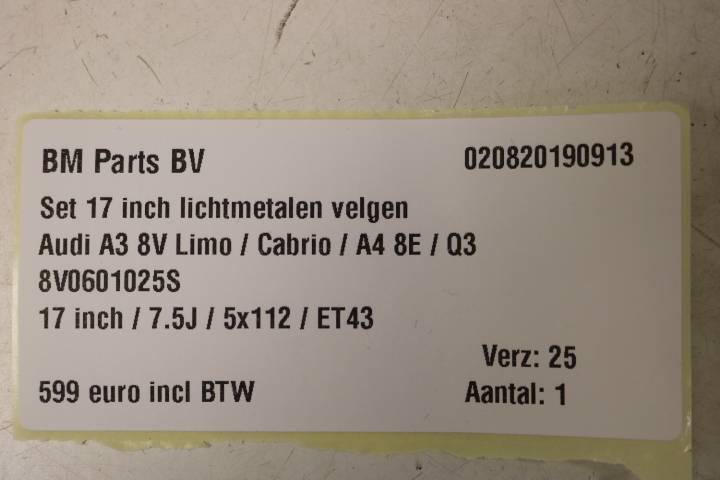 BM Parts BV 020820190913
Set 17 inch lichtmetalen velgen
Audi A3 8V Limo / Cabrio / A4 8E / Q3
8V0601025S
17 inch / 7.5J / 5x112 / ET43
Verz: 25
599 euro incl BTW Aantal: 1